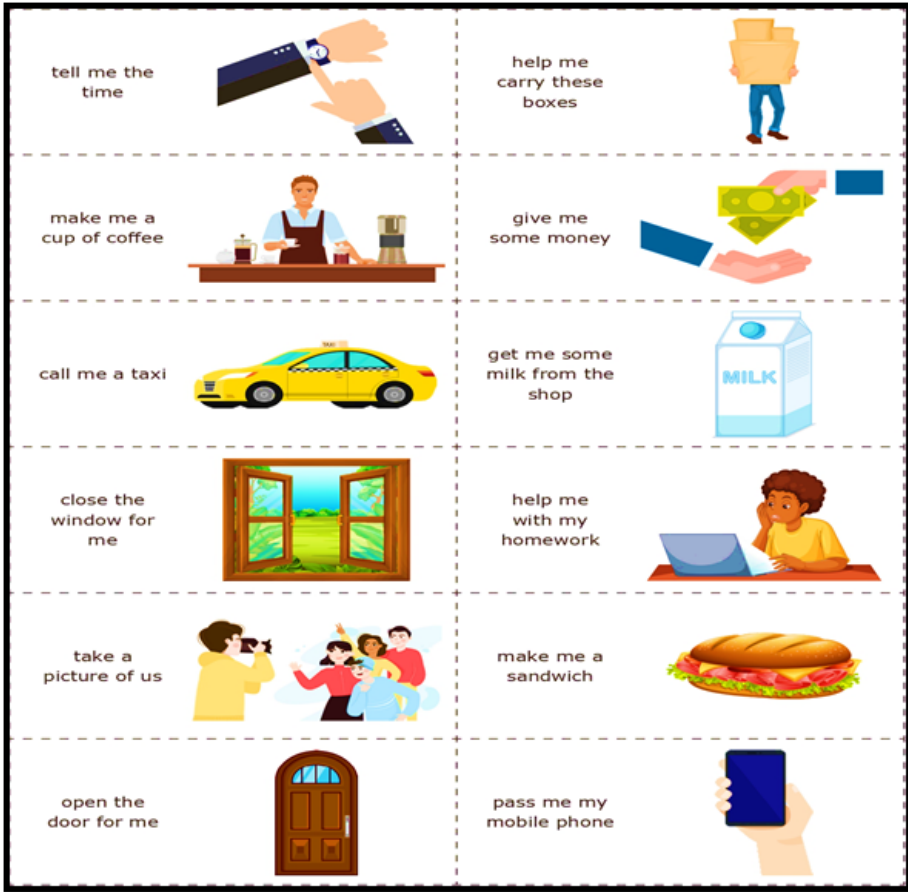 tell me the
time
help me
carry these
boxes
make me a
cup of coffee
give me
some money
call me a taxi
TAXI
get me some
milk from the
shop
MILK
close the
window for
me
help me
with my
homework
take a
picture of us
make me a
sandwich
open the
door for me
pass me my
mobile phone